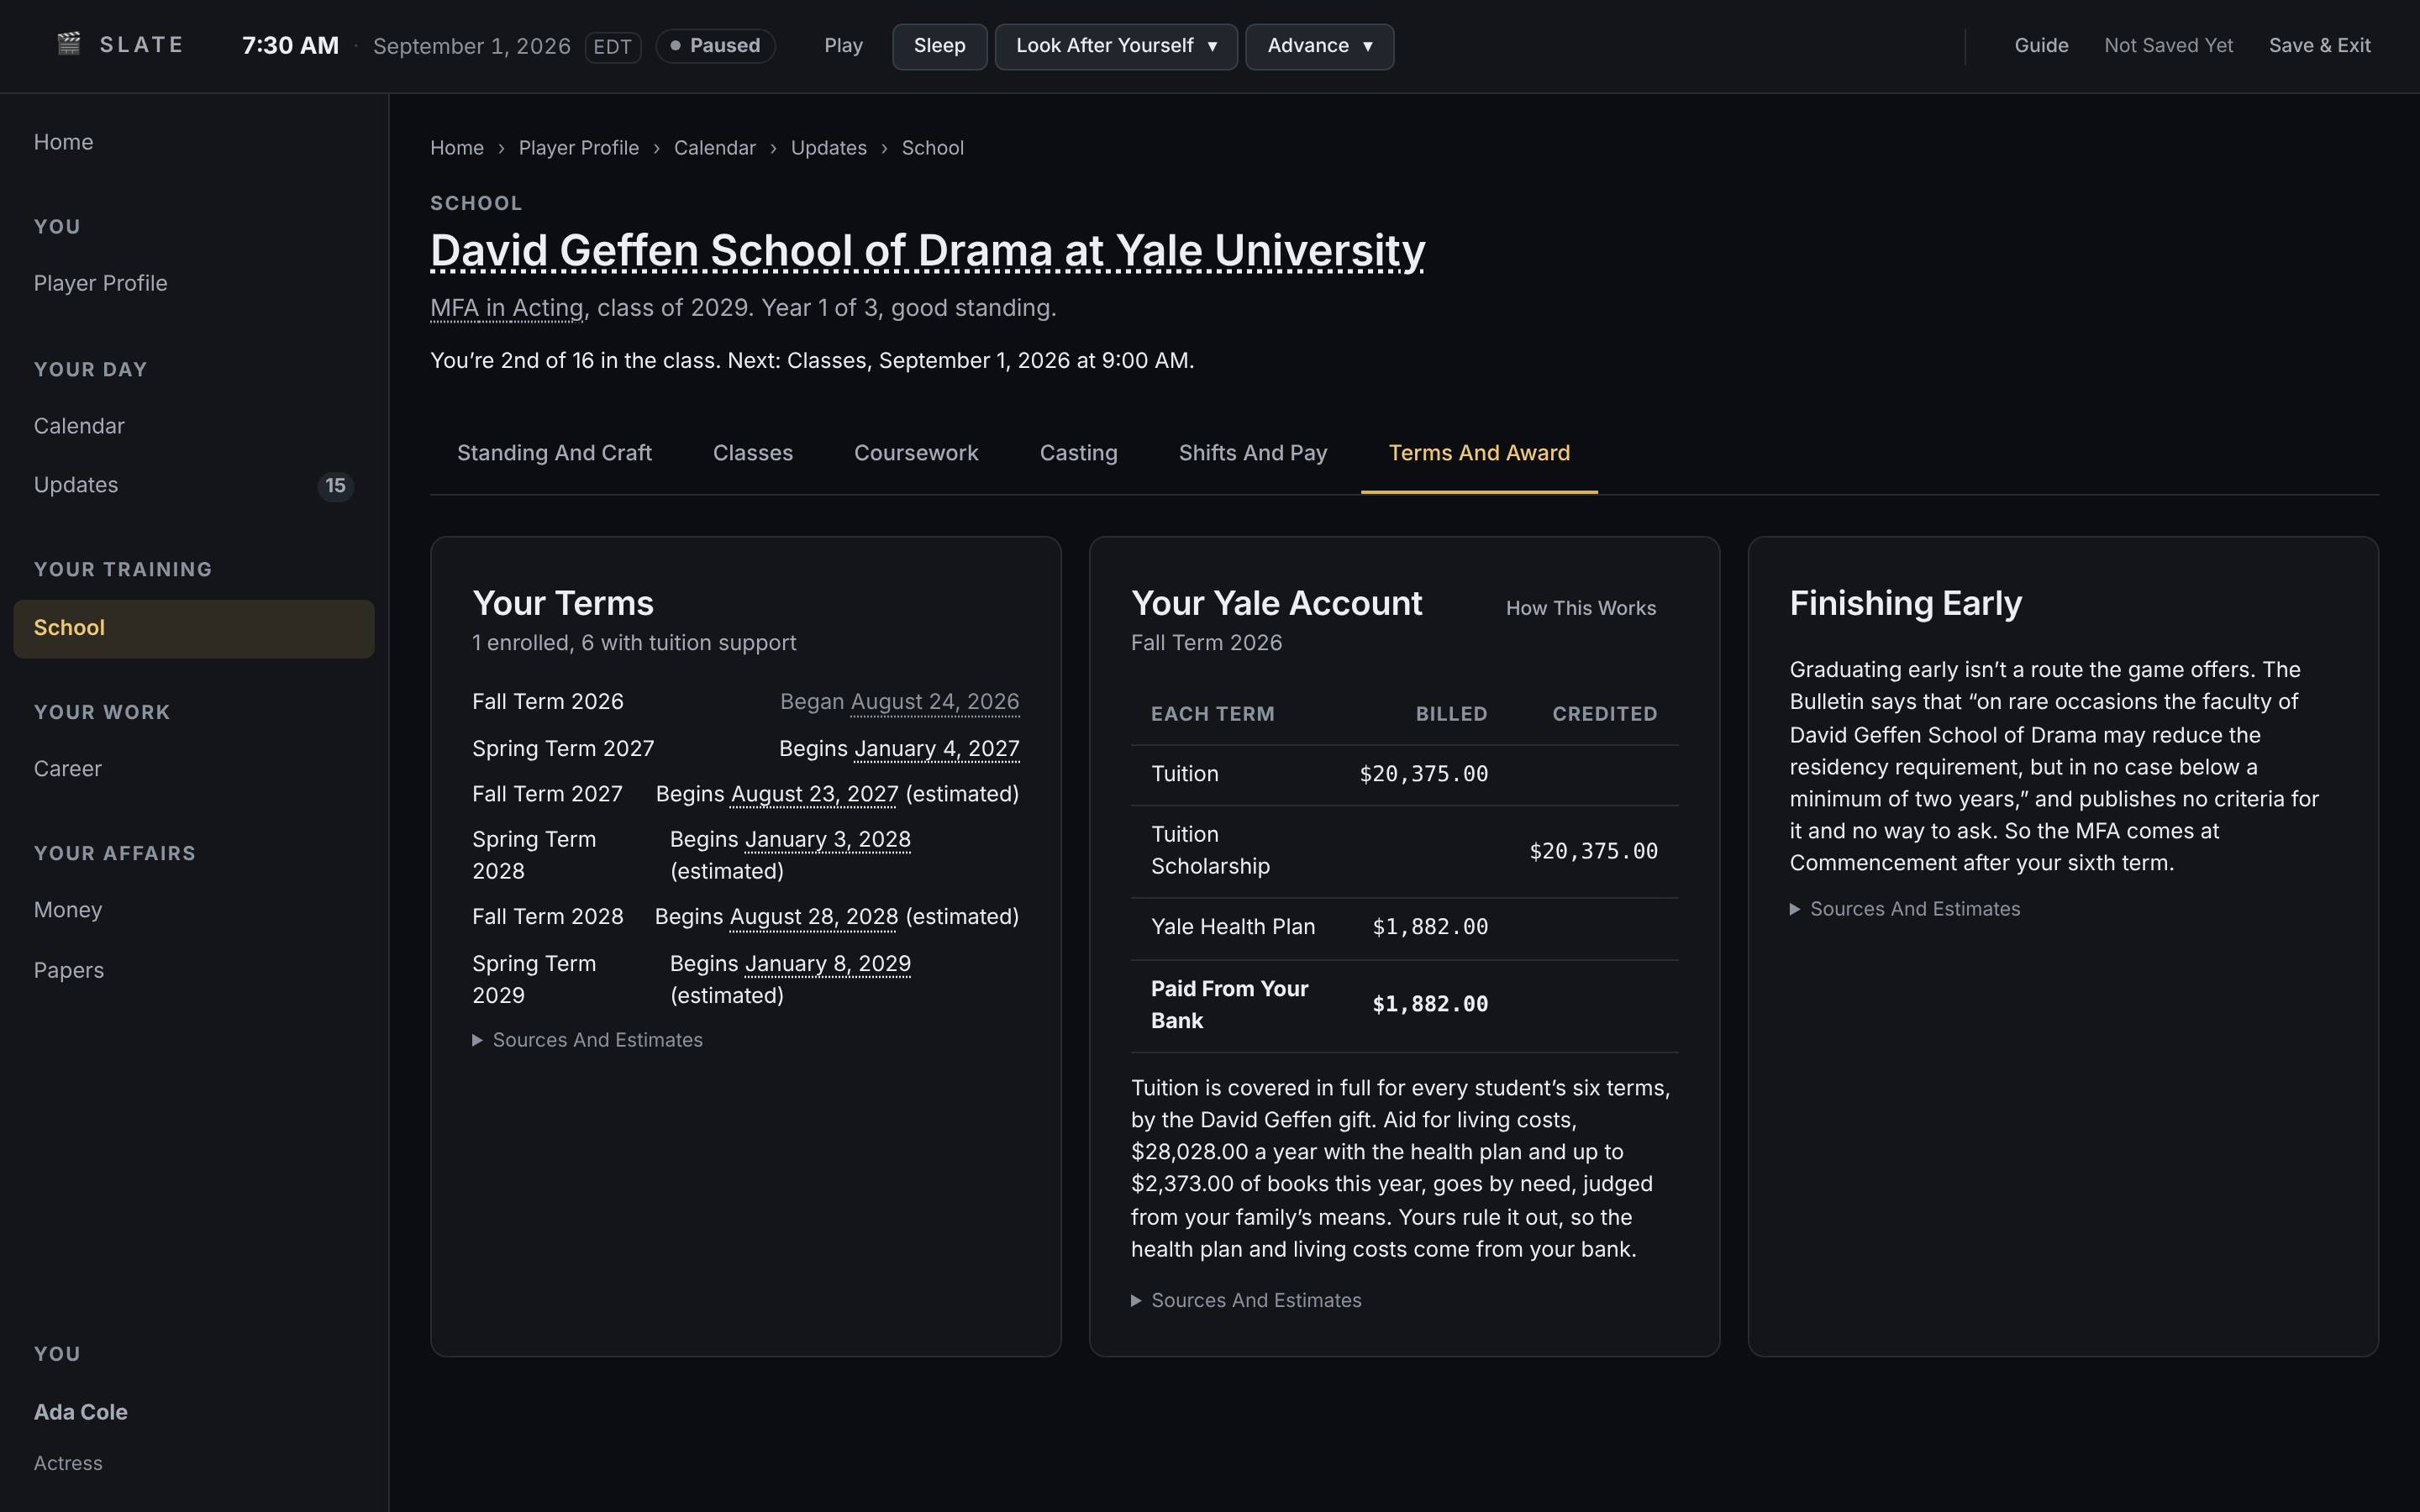 SLATE
7:30 AM · September 1, 2026 EDT Paused
Play
Sleep
Look After Yourself ▾
Advance ▾
Guide
Not Saved Yet
Save & Exit
Home
YOU
Player Profile
YOUR DAY
Calendar
Updates 15
YOUR TRAINING
School
YOUR WORK
Career
YOUR AFFAIRS
Money
Papers
YOU
Ada Cole
Actress
Home › Player Profile › Calendar › Updates › School
SCHOOL
David Geffen School of Drama at Yale University
MFA in Acting, class of 2029. Year 1 of 3, good standing.
You’re 2nd of 16 in the class. Next: Classes, September 1, 2026 at 9:00 AM.
Standing And Craft
Classes
Coursework
Casting
Shifts And Pay
Terms And Award
Your Terms
1 enrolled, 6 with tuition support
Fall Term 2026 Began August 24, 2026
Spring Term 2027 Begins January 4, 2027
Fall Term 2027 Begins August 23, 2027 (estimated)
Spring Term Begins January 3, 2028
2028 (estimated)
Fall Term 2028 Begins August 28, 2028 (estimated)
Spring Term Begins January 8, 2029
2029 (estimated)
▶ Sources And Estimates
Your Yale Account How This Works
Fall Term 2026
EACH TERM BILLED CREDITED
Tuition $20,375.00
Tuition
Scholarship $20,375.00
Yale Health Plan $1,882.00
Paid From Your
Bank $1,882.00
Tuition is covered in full for every student’s six terms,
by the David Geffen gift. Aid for living costs,
$28,028.00 a year with the health plan and up to
$2,373.00 of books this year, goes by need, judged
from your family’s means. Yours rule it out, so the
health plan and living costs come from your bank.
▶ Sources And Estimates
Finishing Early
Graduating early isn’t a route the game offers. The
Bulletin says that “on rare occasions the faculty of
David Geffen School of Drama may reduce the
residency requirement, but in no case below a
minimum of two years,” and publishes no criteria for
it and no way to ask. So the MFA comes at
Commencement after your sixth term.
▶ Sources And Estimates